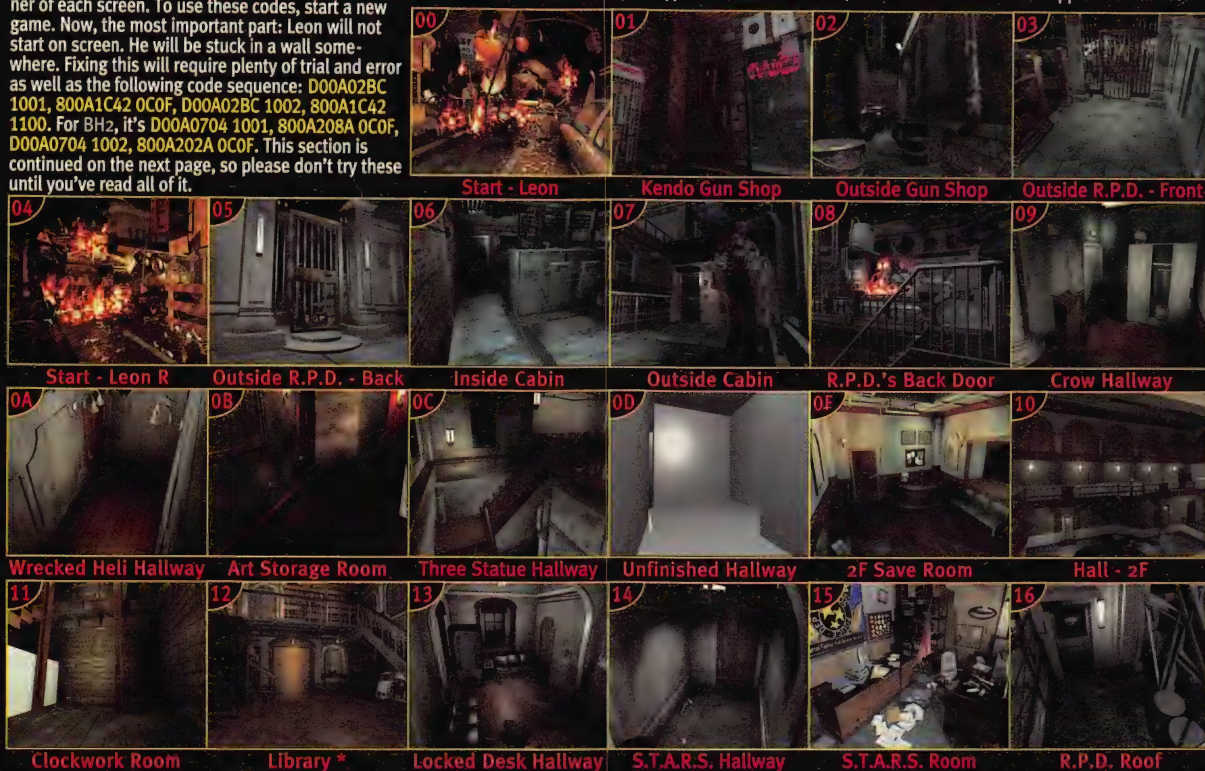 ner of each screen. To use these codes, start a new
game. Now, the most important part: Leon will not
start on screen. He will be stuck in a wall some-
where. Fixing this will require plenty of trial and error
as well as the following code sequence: D00A02BC
1001, 800A1C42 0C0F, D00A02BC 1002, 800A1C42
1100. For BH2, it's D00A0704 1001, 800A208A 0C0F,
D00A0704 1002, 800A202A 0C0F. This section is
continued on the next page, so please don't try these
until you've read all of it.
00
01
02
03
Start - Leon
Kendo Gun Shop
Outside Gun Shop
Outside R.P.D. - Front
04
05
06
07
08
09
Start - Leon R
Outside R.P.D. - Back
Inside Cabin
Outside Cabin
R.P.D.'s Back Door
Crow Hallway
0A
0B
0C
0D
0F
10
Wrecked Heli Hallway
Art Storage Room
Three Statue Hallway
Unfinished Hallway
2F Save Room
Hall - 2F
11
12
13
14
15
16
Clockwork Room
Library *
Locked Desk Hallway
S.T.A.R.S. Hallway
S.T.A.R.S. Room
R.P.D. Roof